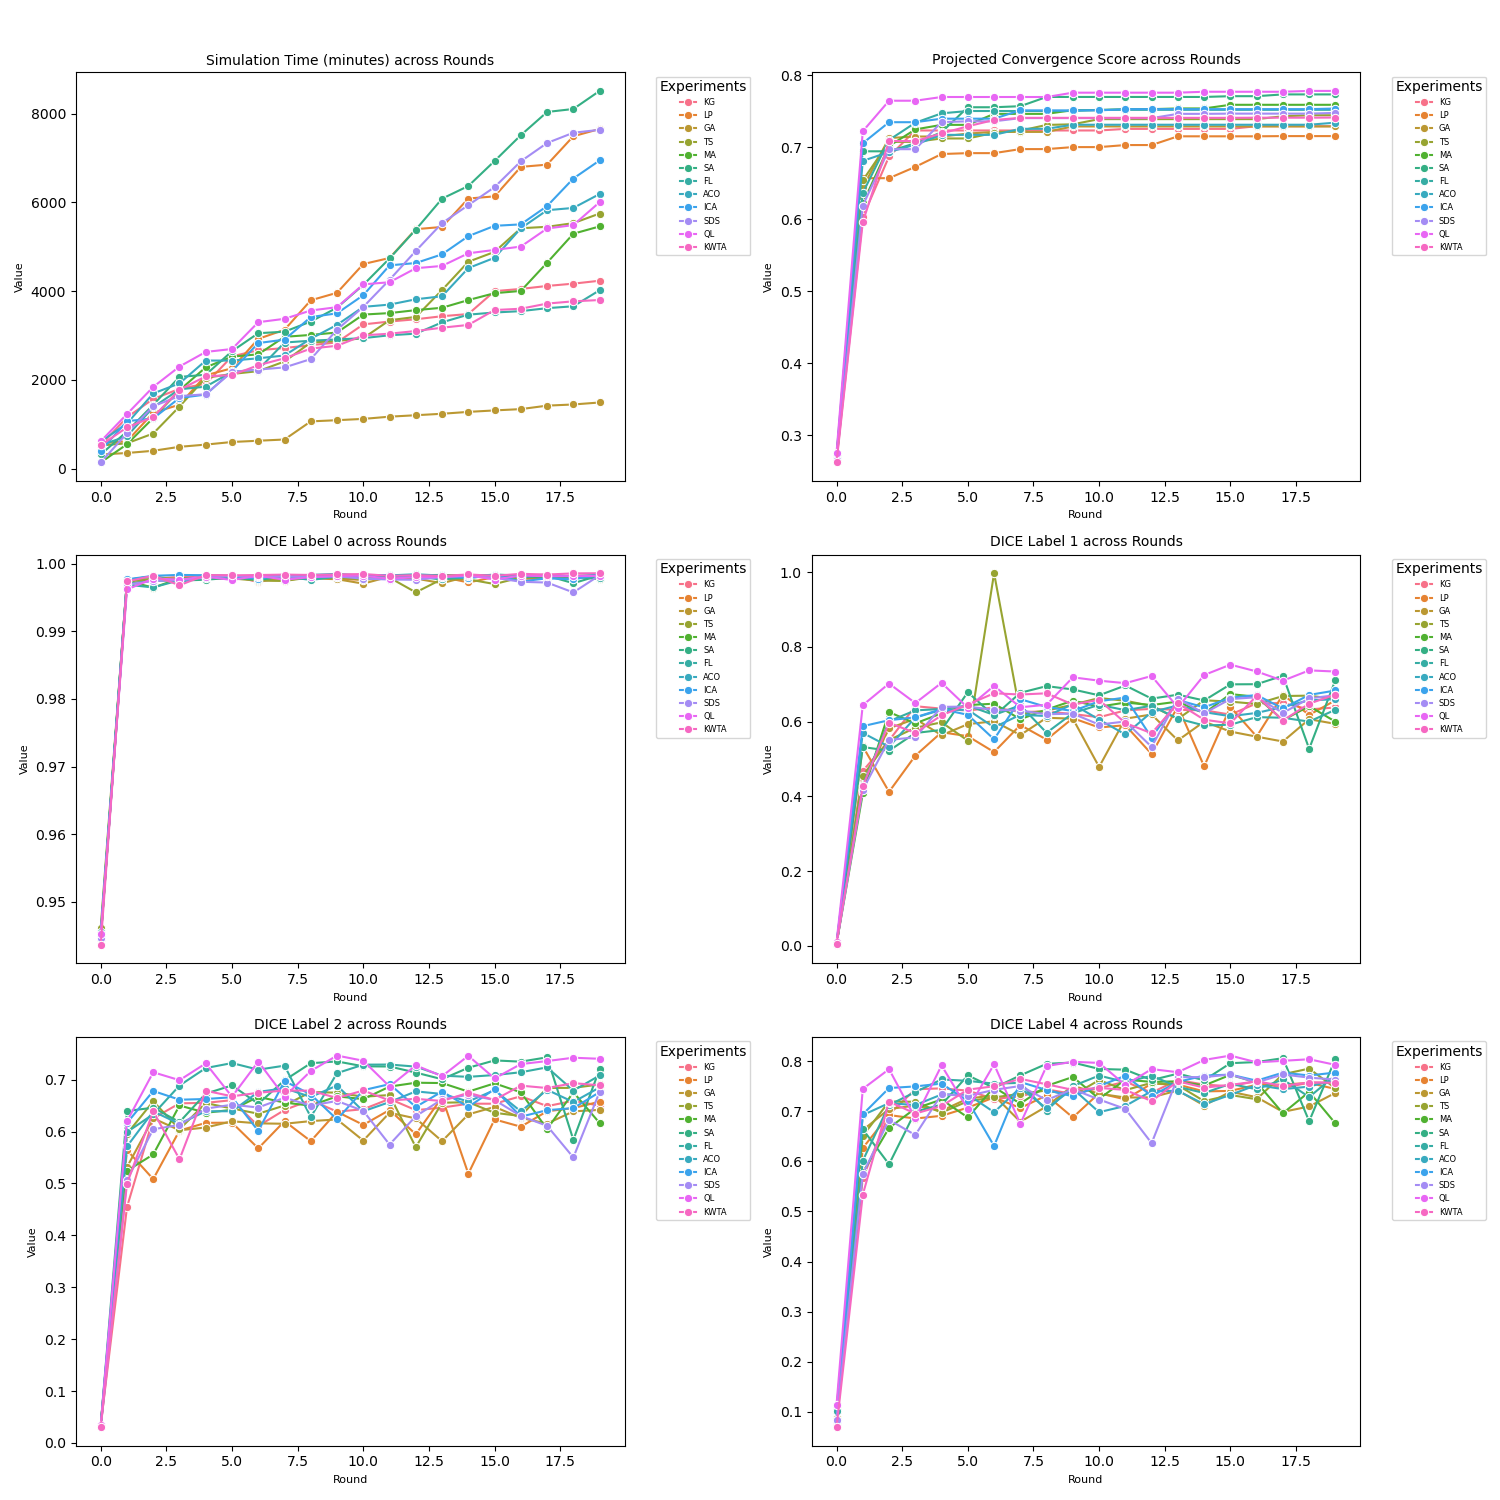 Simulation Time (minutes) across Rounds
Value
8000
6000
4000
2000
0
0.0 2.5 5.0 7.5 10.0 12.5 15.0 17.5
Round
Experiments
KG
LP
GA
TS
MA
SA
FL
ACO
ICA
SDS
QL
KWTA
Projected Convergence Score across Rounds
Value
0.8
0.7
0.6
0.5
0.4
0.3
0.0 2.5 5.0 7.5 10.0 12.5 15.0 17.5
Round
Experiments
KG
LP
GA
TS
MA
SA
FL
ACO
ICA
SDS
QL
KWTA
DICE Label 0 across Rounds
Value
1.00
0.99
0.98
0.97
0.96
0.95
0.0 2.5 5.0 7.5 10.0 12.5 15.0 17.5
Round
Experiments
KG
LP
GA
TS
MA
SA
FL
ACO
ICA
SDS
QL
KWTA
DICE Label 1 across Rounds
Value
1.0
0.8
0.6
0.4
0.2
0.0
0.0 2.5 5.0 7.5 10.0 12.5 15.0 17.5
Round
Experiments
KG
LP
GA
TS
MA
SA
FL
ACO
ICA
SDS
QL
KWTA
DICE Label 2 across Rounds
Value
0.7
0.6
0.5
0.4
0.3
0.2
0.1
0.0
0.0 2.5 5.0 7.5 10.0 12.5 15.0 17.5
Round
Experiments
KG
LP
GA
TS
MA
SA
FL
ACO
ICA
SDS
QL
KWTA
DICE Label 4 across Rounds
Value
0.8
0.7
0.6
0.5
0.4
0.3
0.2
0.1
0.0 2.5 5.0 7.5 10.0 12.5 15.0 17.5
Round
Experiments
KG
LP
GA
TS
MA
SA
FL
ACO
ICA
SDS
QL
KWTA